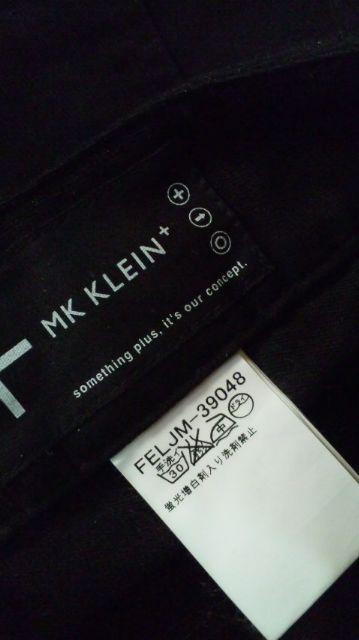 MK KLEIN+
something plus, it's our concept.
FELJM-39048
手洗イ
30
中
ドライ
蛍光増白剤入り洗剤禁止